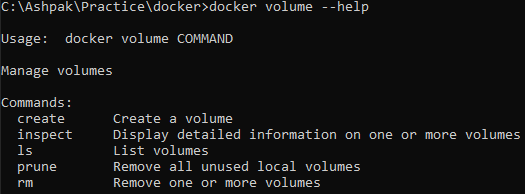 C:\Ashpak\Practice\docker>docker volume --help
Usage:  docker volume COMMAND
Manage volumes
Commands:
  create      Create a volume
  inspect     Display detailed information on one or more volumes
  ls          List volumes
  prune       Remove all unused local volumes
  rm          Remove one or more volumes